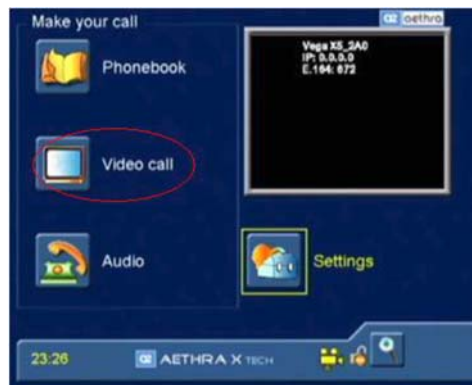 Make your call
aethra
Phonebook
Vega X5_2A0
IP: 0.0.0.0
E.164: 672
Video call
Audio
Settings
23:26
AETHRA X TECH